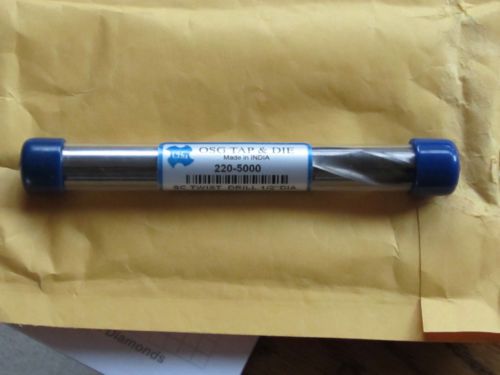 OSG
OSG TAP & DIE
Made in INDIA
220-5000
SC TWIST DRILL 1/2" DIA
Diamonds